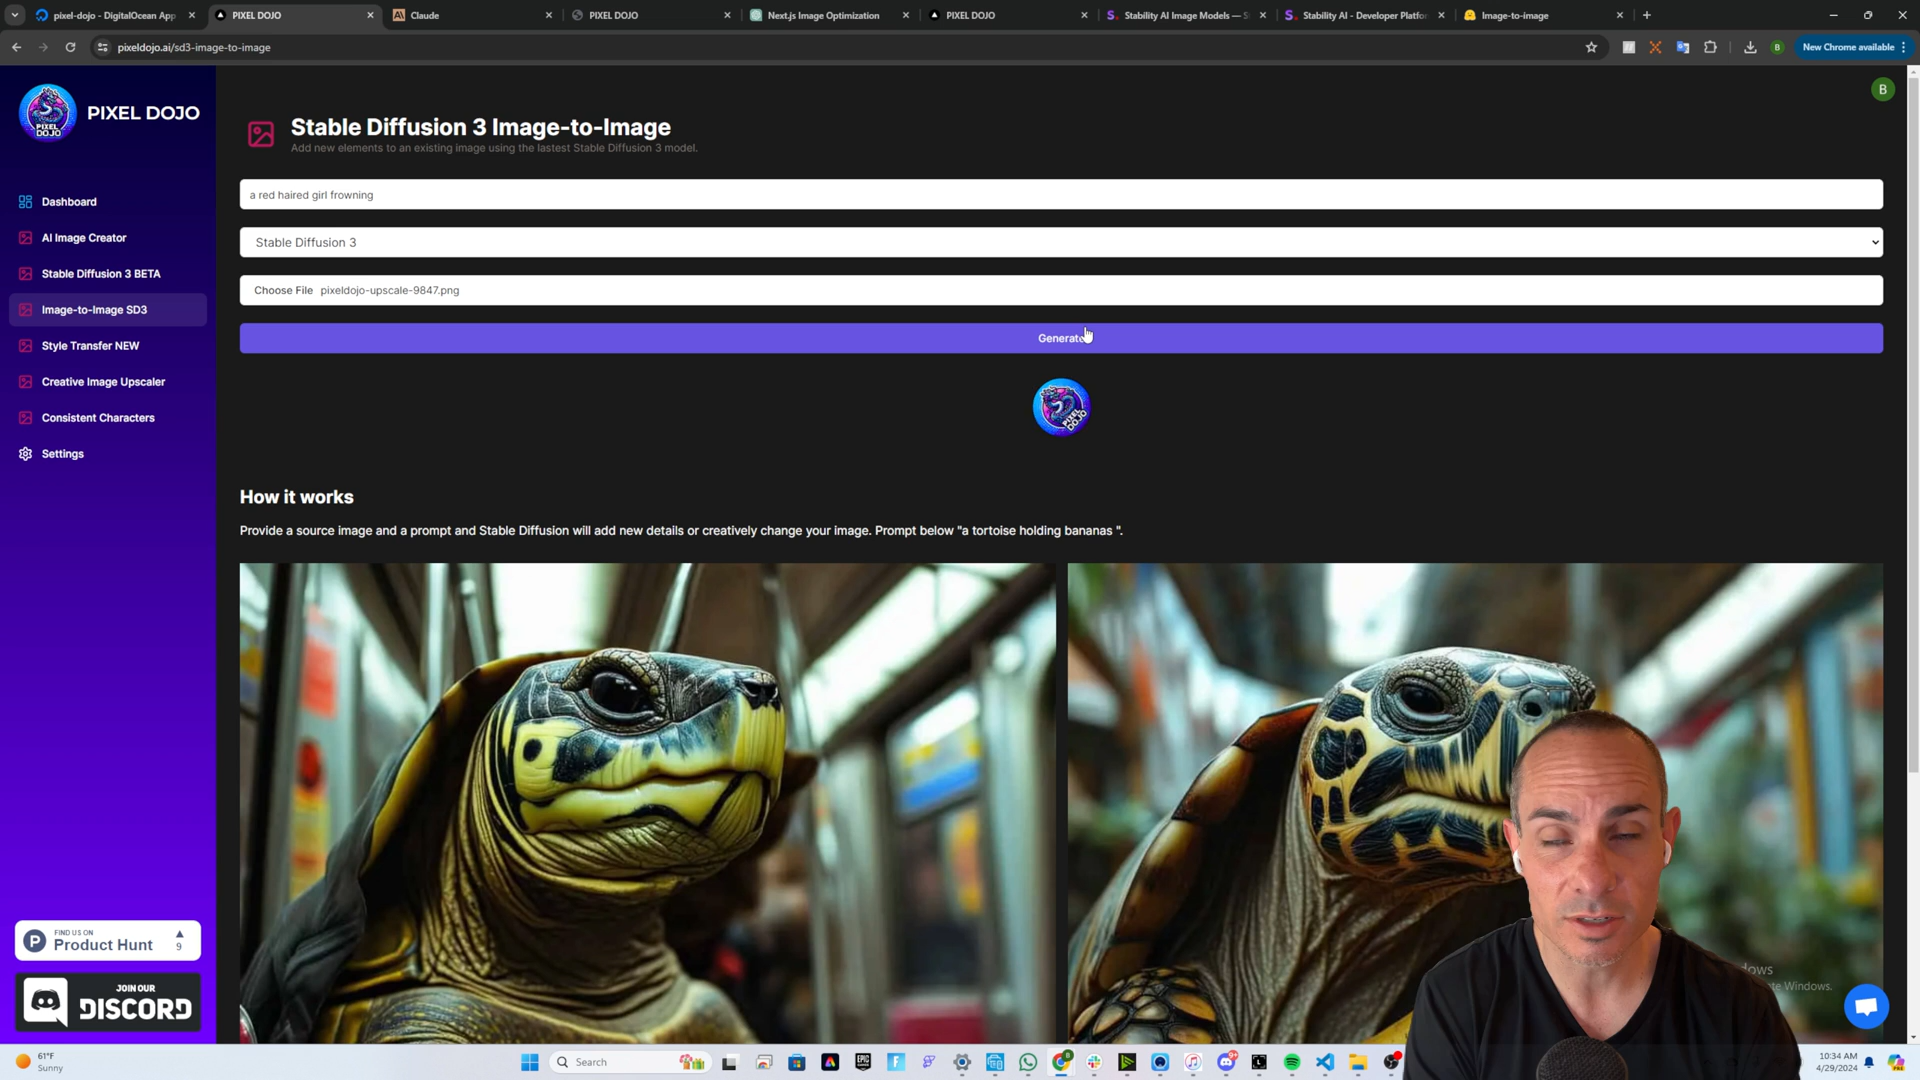 pixel-dojo - DigitalOcean App
PIXEL DOJO
Claude
PIXEL DOJO
Next.js Image Optimization
PIXEL DOJO
Stability AI Image Models — S
Stability AI - Developer Platfor
Image-to-image
pixeldojo.ai/sd3-image-to-image
B
New Chrome available
PIXEL DOJO
PIXEL DOJO
B
Stable Diffusion 3 Image-to-Image
Add new elements to an existing image using the lastest Stable Diffusion 3 model.
a red haired girl frowning
Stable Diffusion 3
Choose File pixeldojo-upscale-9847.png
Generate
PIXEL DOJO
Dashboard
AI Image Creator
Stable Diffusion 3 BETA
Image-to-Image SD3
Style Transfer NEW
Creative Image Upscaler
Consistent Characters
Settings
How it works
Provide a source image and a prompt and Stable Diffusion will add new details or creatively change your image. Prompt below "a tortoise holding bananas ".
P
FIND US ON
Product Hunt
9
JOIN OUR
DISCORD
te Windows.
61°F
Sunny
Search
10:34 AM
4/29/2024